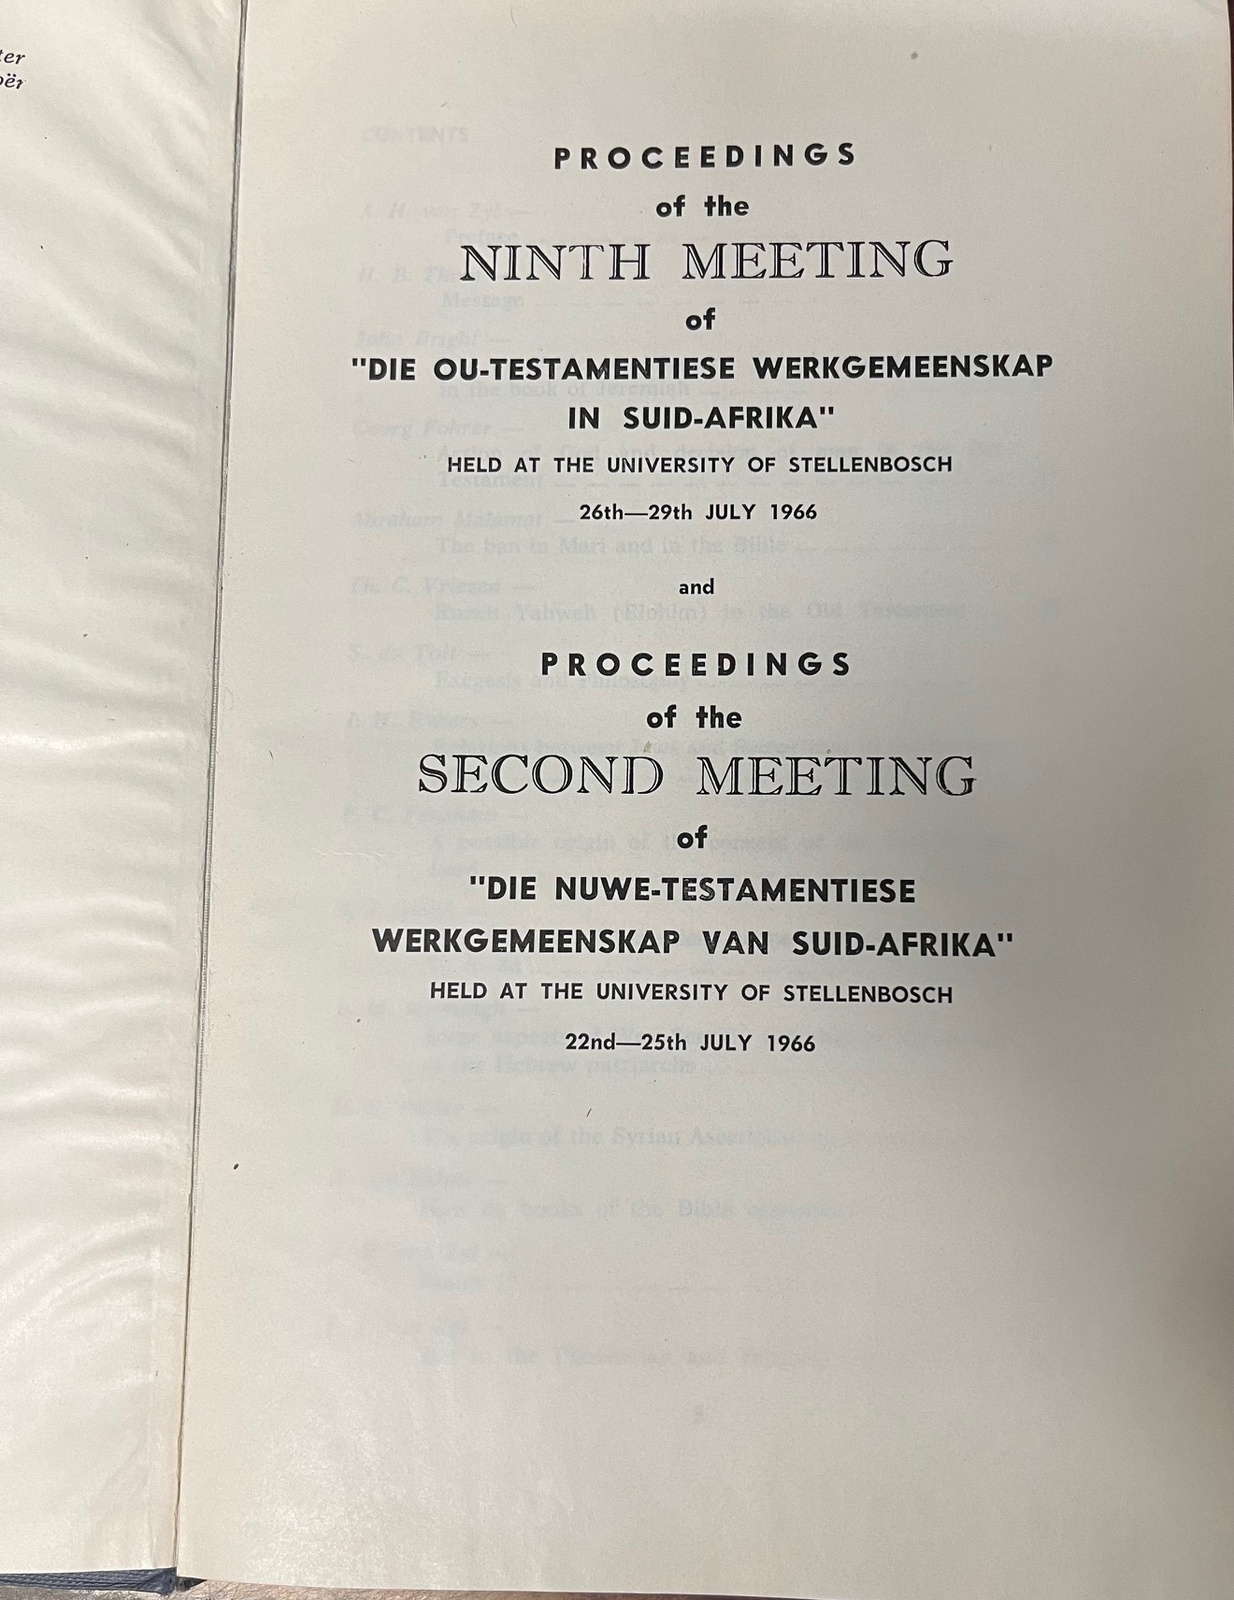 PROCEEDINGS
of the
NINTH MEETING
of
"DIE OU-TESTAMENTIESE WERKGEMEENSKAP
IN SUID-AFRIKA"
HELD AT THE UNIVERSITY OF STELLENBOSCH
26th—29th JULY 1966
and
PROCEEDINGS
of the
SECOND MEETING
of
"DIE NUWE-TESTAMENTIESE
WERKGEMEENSKAP VAN SUID-AFRIKA"
HELD AT THE UNIVERSITY OF STELLENBOSCH
22nd—25th JULY 1966